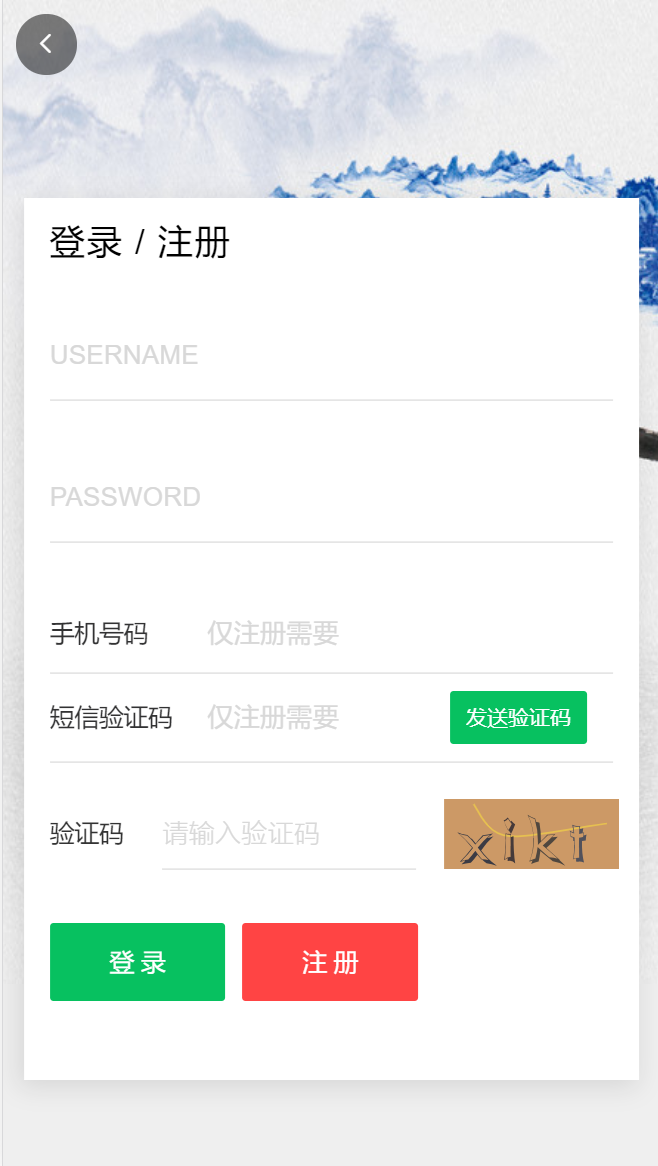 登录 / 注册
USERNAME
PASSWORD
手机号码 仅注册需要
短信验证码 仅注册需要 发送验证码
验证码 请输入验证码 xikt
登录 注册